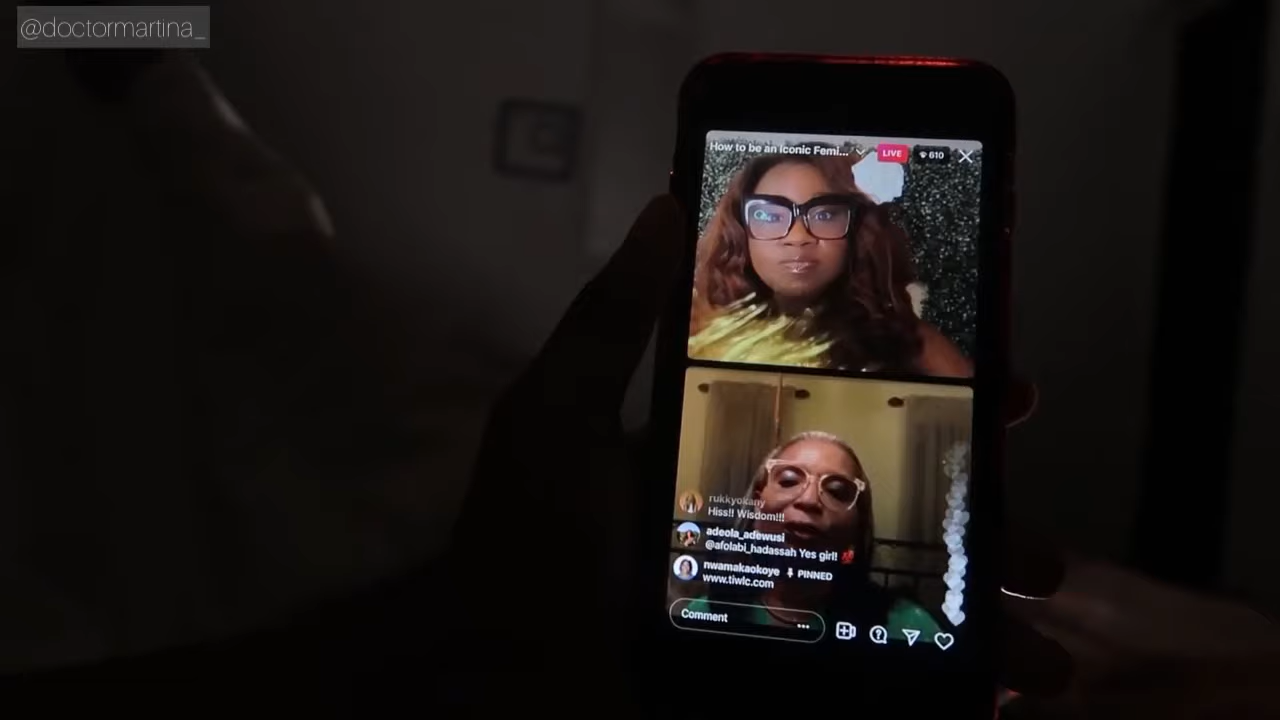 @doctormartina_
How to be an Iconic Femi...
LIVE
610
rukkyokany
Hiss!! Wisdom!!!
adeola_adewusi
@afolabi_hadassah Yes girl! 💯
nwamakaokoye PINNED
www.tiwlc.com
Comment